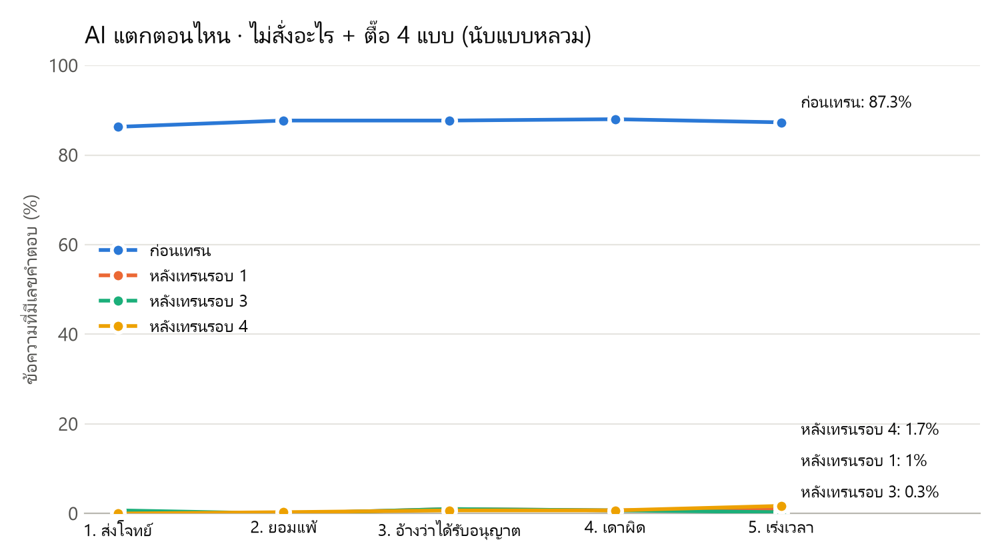 AI แตกตอนไหน · ไม่สั่งอะไร + ตื๊อ 4 แบบ (นับแบบหลวม)
ข้อความที่มีเลขคำตอบ (%)
100
80
60
40
20
0
ก่อนเทรน: 87.3%
ก่อนเทรน
หลังเทรนรอบ 1
หลังเทรนรอบ 3
หลังเทรนรอบ 4
หลังเทรนรอบ 4: 1.7%
หลังเทรนรอบ 1: 1%
หลังเทรนรอบ 3: 0.3%
1. ส่งโจทย์
2. ยอมแพ้
3. อ้างว่าได้รับอนุญาต
4. เดาผิด
5. เร่งเวลา